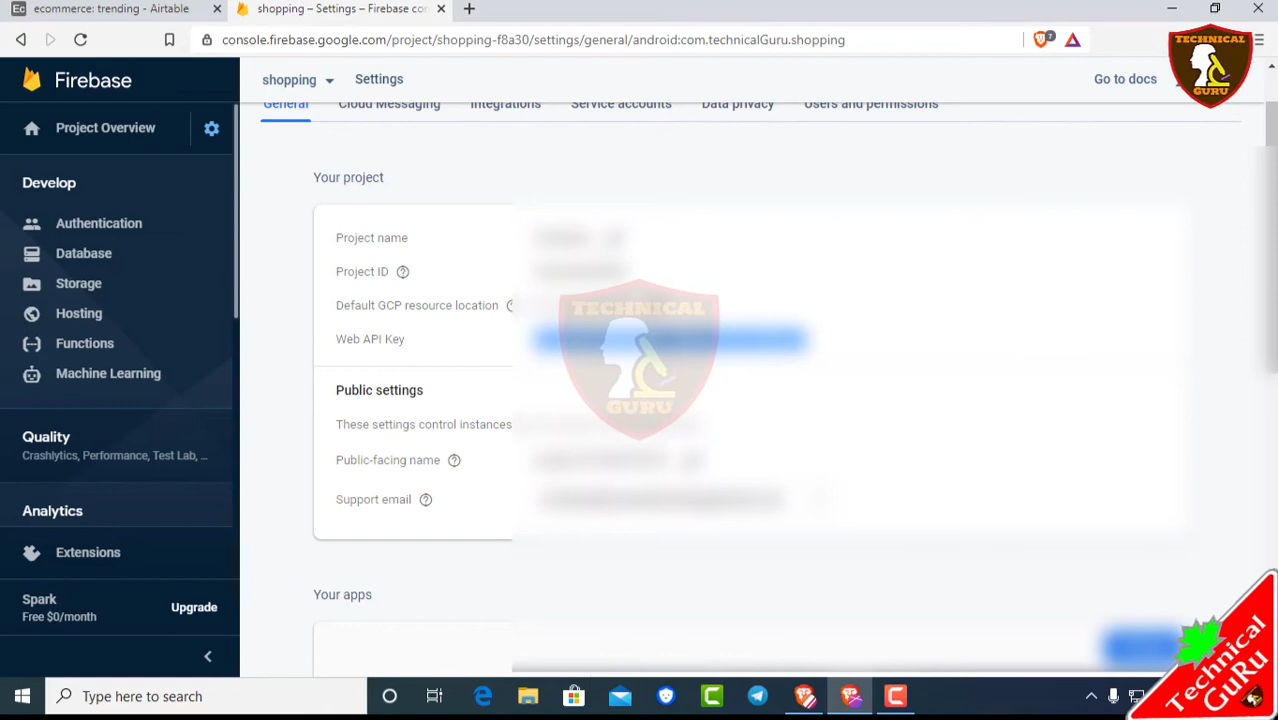 ecommerce: trending - Airtable
shopping – Settings – Firebase con
console.firebase.google.com/project/shopping-f8a30/settings/general/android:com.technicalGuru.shopping
7
TECHNICAL
GURU
Firebase
shopping
Settings
Go to docs
General
Cloud Messaging
Integrations
Service accounts
Data privacy
Users and permissions
Project Overview
Develop
Authentication
Database
Storage
Hosting
Functions
Machine Learning
Quality
Crashlytics, Performance, Test Lab, ...
Analytics
Extensions
Spark
Free $0/month
Upgrade
Your project
Project name
Project ID
Default GCP resource location
Web API Key
TECHNICAL
GURU
Public settings
These settings control instances
Public-facing name
Support email
Your apps
Type here to search
Technical
GuRu